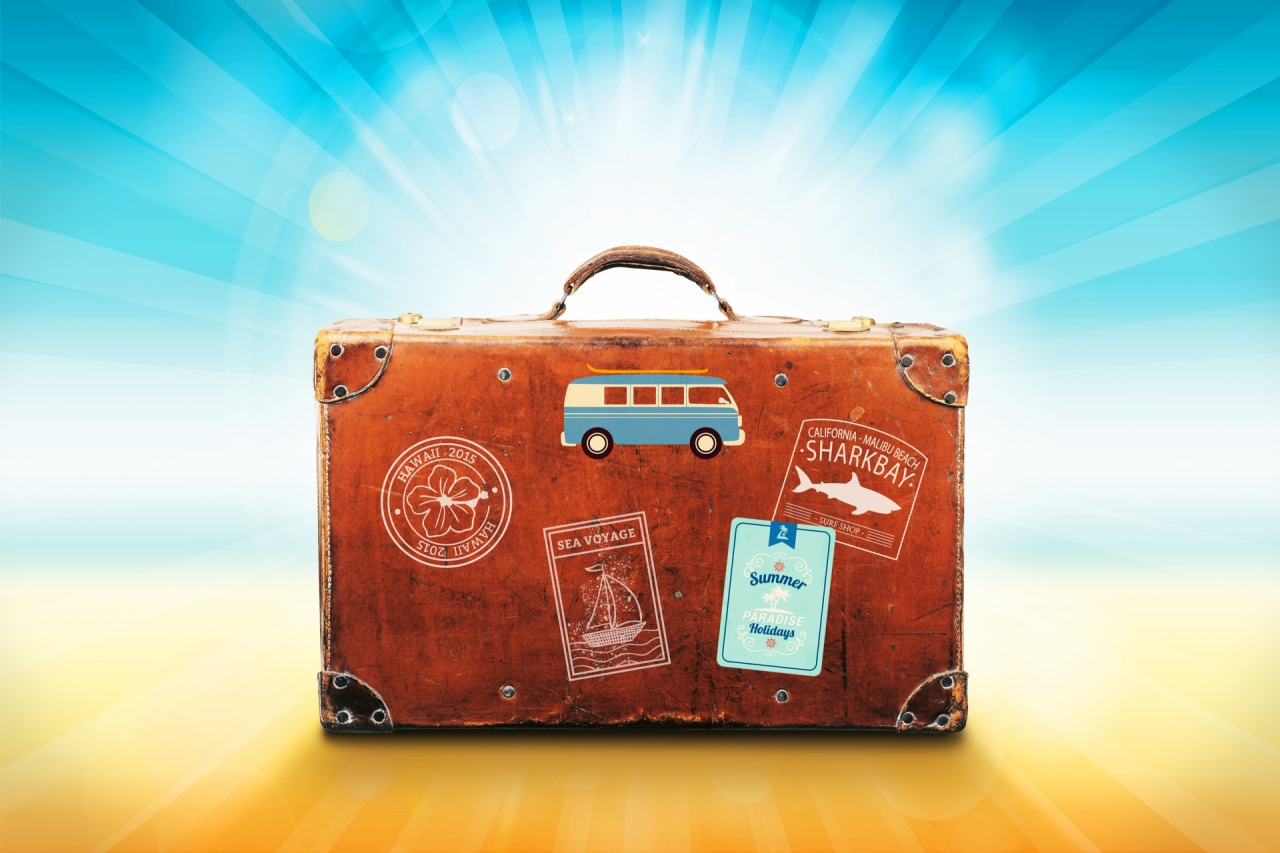 HAWAII 2015
HAWAII 2015
SEA VOYAGE
CALIFORNIA - MALIBU BEACH
·SHARKBAY·
- SURF SHOP -
Summer
PARADISE
Holidays